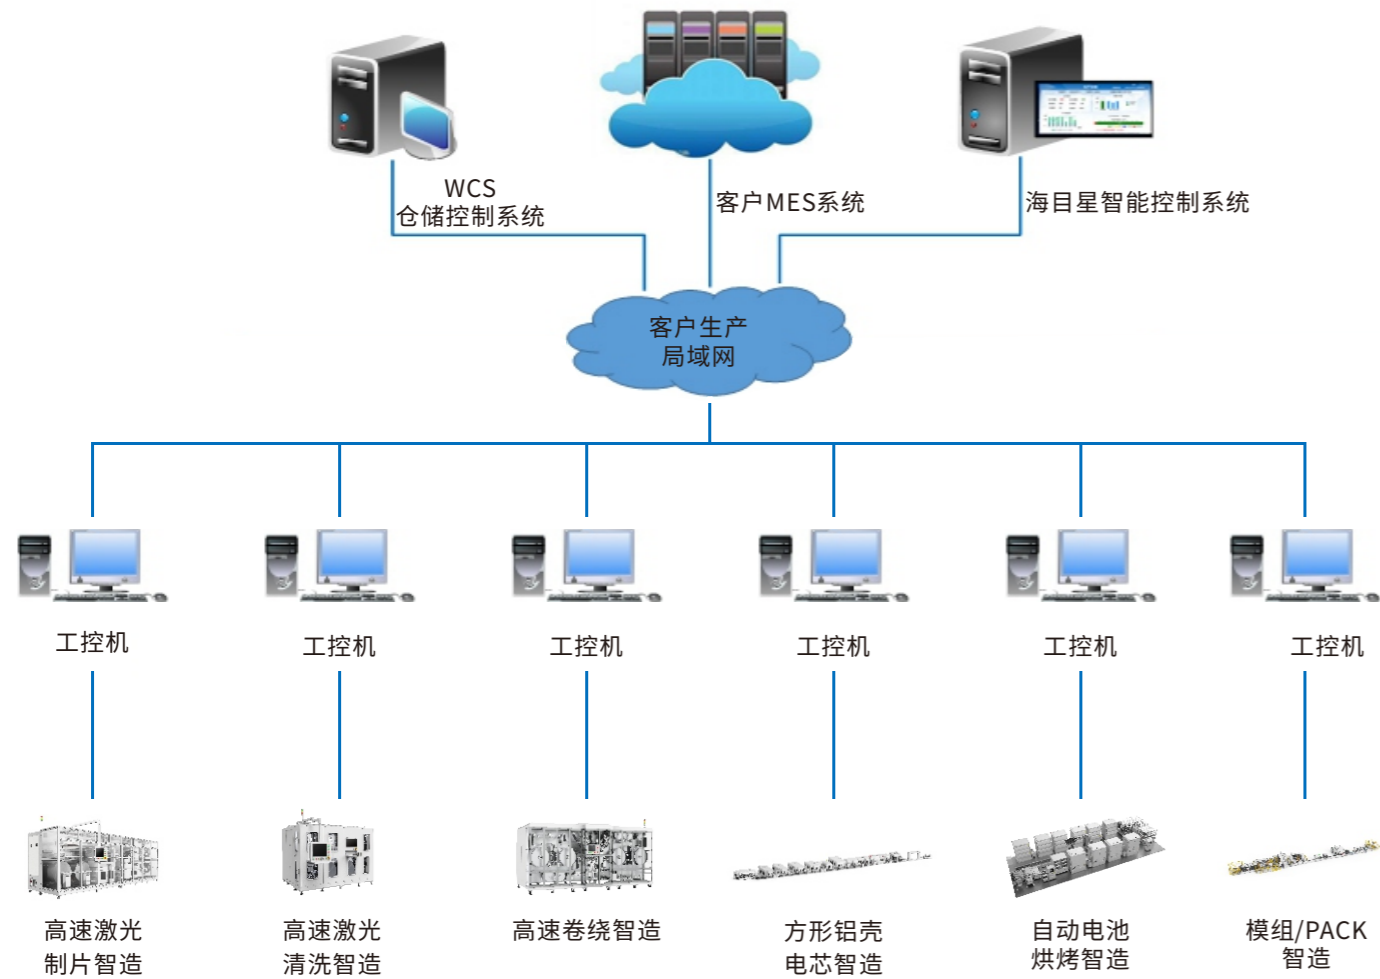 WCS
仓储控制系统
客户MES系统
海目星智能控制系统
客户生产
局域网
工控机
工控机
工控机
工控机
工控机
工控机
高速激光
制片智造
高速激光
清洗智造
高速卷绕智造
方形铝壳
电芯智造
自动电池
烘烤智造
模组/PACK
智造